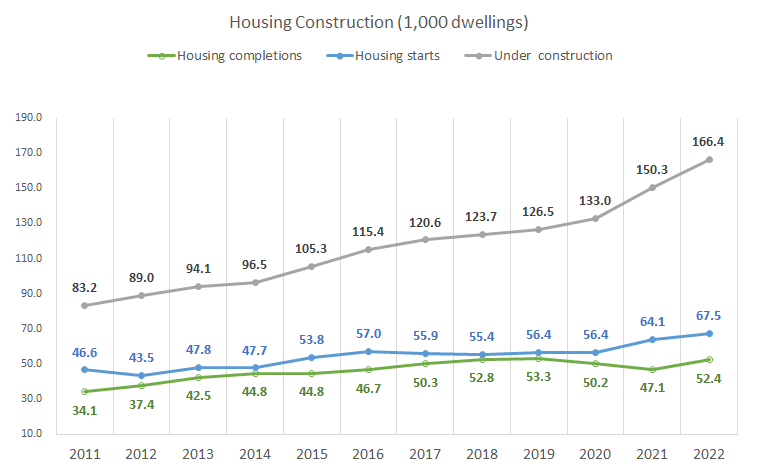 Housing Construction (1,000 dwellings)
Housing completions Housing starts Under construction
190.0
170.0
150.0
130.0
110.0
90.0
70.0
50.0
30.0
10.0
83.2 89.0 94.1 96.5 105.3 115.4 120.6 123.7 126.5 133.0 150.3 166.4
46.6 43.5 47.8 47.7 53.8 57.0 55.9 55.4 56.4 56.4 64.1 67.5
34.1 37.4 42.5 44.8 44.8 46.7 50.3 52.8 53.3 50.2 47.1 52.4
2011 2012 2013 2014 2015 2016 2017 2018 2019 2020 2021 2022